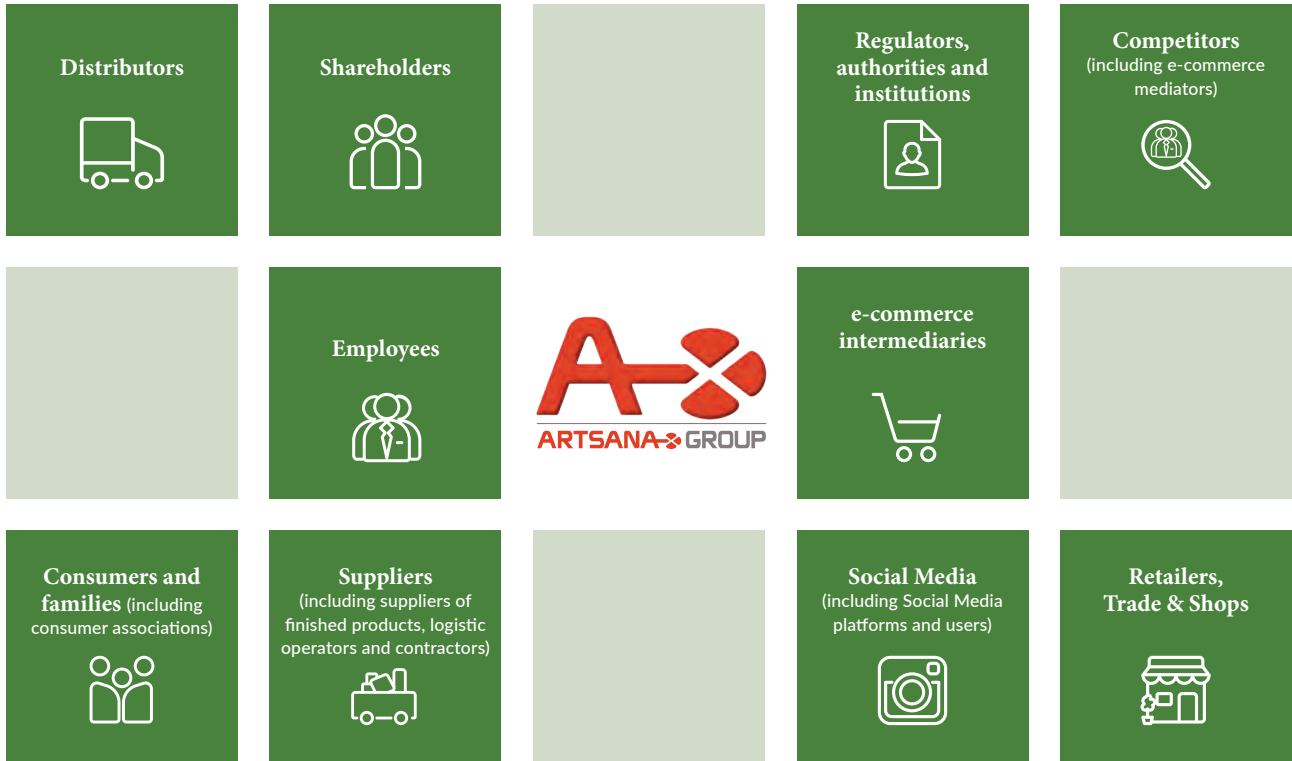 Distributors
Shareholders
Regulators,
authorities and
institutions
Competitors
(including e-commerce
mediators)
Employees
ARTSANA GROUP
e-commerce
intermediaries
Consumers and
families (including
consumer associations)
Suppliers
(including suppliers of
finished products, logistic
operators and contractors)
Social Media
(including Social Media
platforms and users)
Retailers,
Trade & Shops